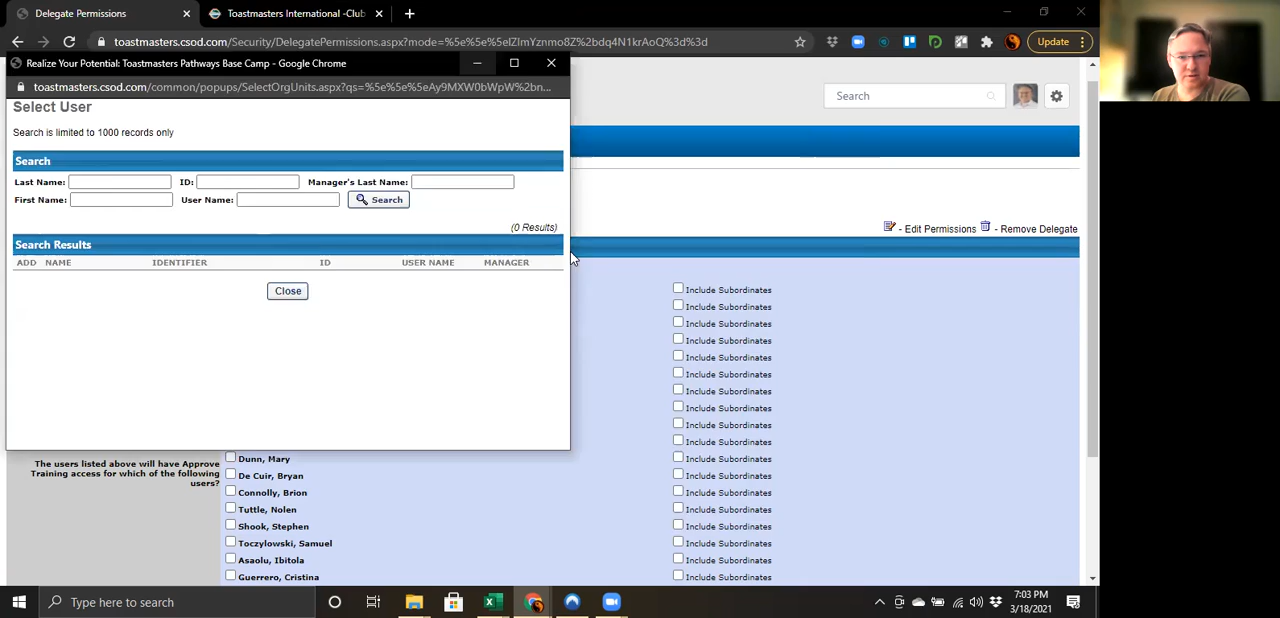 Delegate Permissions
Toastmasters International -Club
toastmasters.csod.com/Security/DelegatePermissions.aspx?mode=%5e%5e%5eIZlmYznmo8Z%2bdq4N1krAoQ%3d%3d
Update
Realize Your Potential: Toastmasters Pathways Base Camp - Google Chrome
toastmasters.csod.com/common/popups/SelectOrgUnits.aspx?qs=%5e%5e%5eAy9MXW0bWpW%2bn...
Search
Select User
Search is limited to 1000 records only
Search
Last Name: ID: Manager's Last Name:
First Name: User Name: Search
(0 Results)
Search Results
ADD NAME IDENTIFIER ID USER NAME MANAGER
Close
- Edit Permissions - Remove Delegate
Include Subordinates
Include Subordinates
Include Subordinates
Include Subordinates
Include Subordinates
Include Subordinates
Include Subordinates
Include Subordinates
Include Subordinates
Include Subordinates
The users listed above will have Approve
Training access for which of the following
users?
Dunn, Mary Include Subordinates
De Cuir, Bryan Include Subordinates
Connolly, Brion Include Subordinates
Tuttle, Nolen Include Subordinates
Shook, Stephen Include Subordinates
Toczylowski, Samuel Include Subordinates
Asaolu, Ibitola Include Subordinates
Guerrero, Cristina Include Subordinates
Type here to search
7:03 PM
3/18/2021